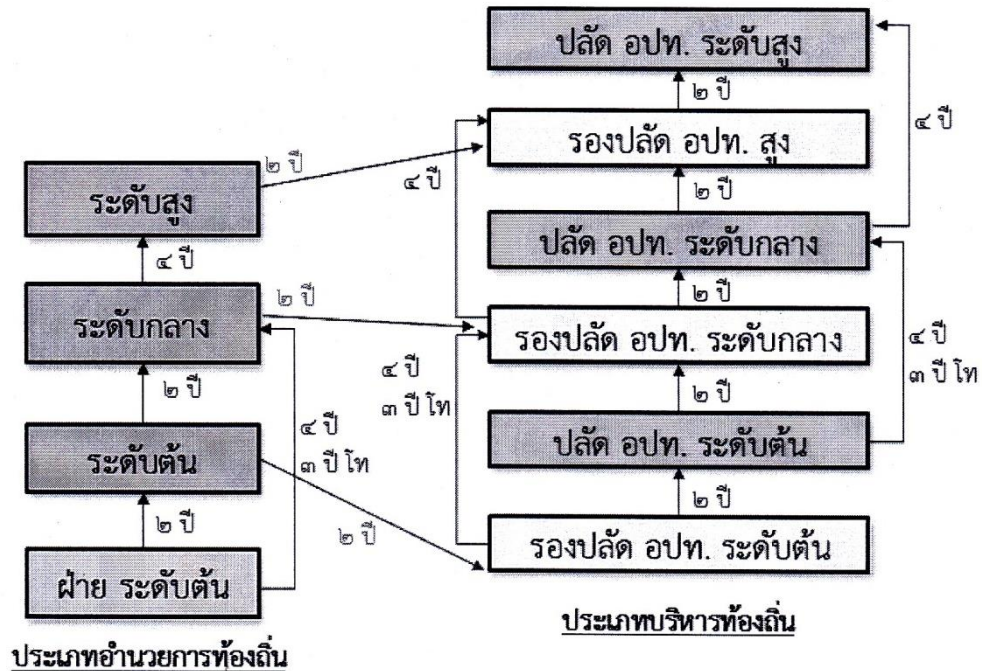 ปลัด อปท. ระดับสูง
๒ ปี
๔ ปี
รองปลัด อปท. สูง
๒ ปี
๔ ปี
๒ ปี
ระดับสูง
ปลัด อปท. ระดับกลาง
๔ ปี
๒ ปี
๒ ปี
ระดับกลาง
รองปลัด อปท. ระดับกลาง
๔ ปี
๓ ปี โท
๒ ปี
๔ ปี
๓ ปี โท
๒ ปี
๔ ปี
๓ ปี โท
ระดับต้น
ปลัด อปท. ระดับต้น
๒ ปี
๒ ปี
๒ ปี
ฝ่าย ระดับต้น
รองปลัด อปท. ระดับต้น
ประเภทอำนวยการท้องถิ่น
ประเภทบริหารท้องถิ่น